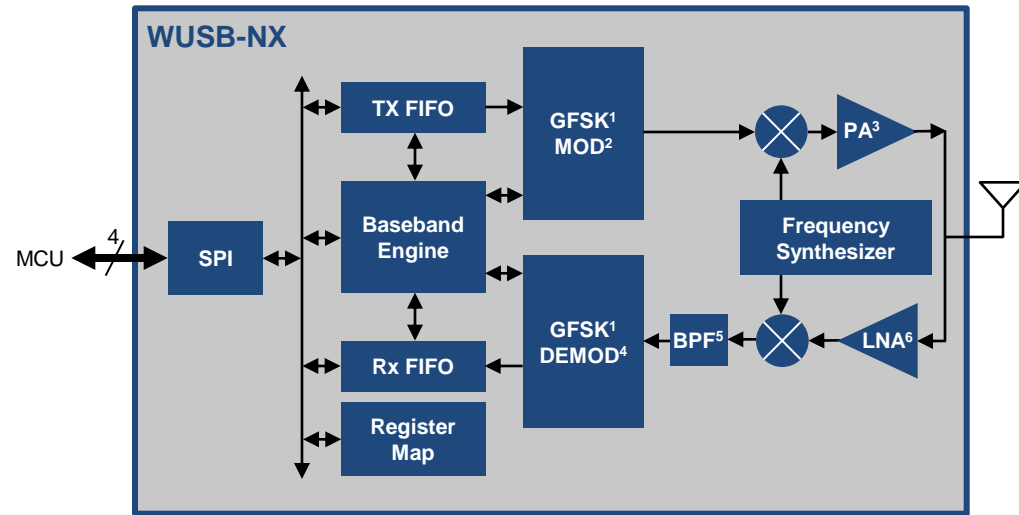 WUSB-NX
TX FIFO
GFSK¹
MOD²
PA³
Baseband
Engine
Frequency
Synthesizer
MCU
4
SPI
GFSK¹
DEMOD⁴
BPF⁵
LNA⁶
Rx FIFO
Register
Map